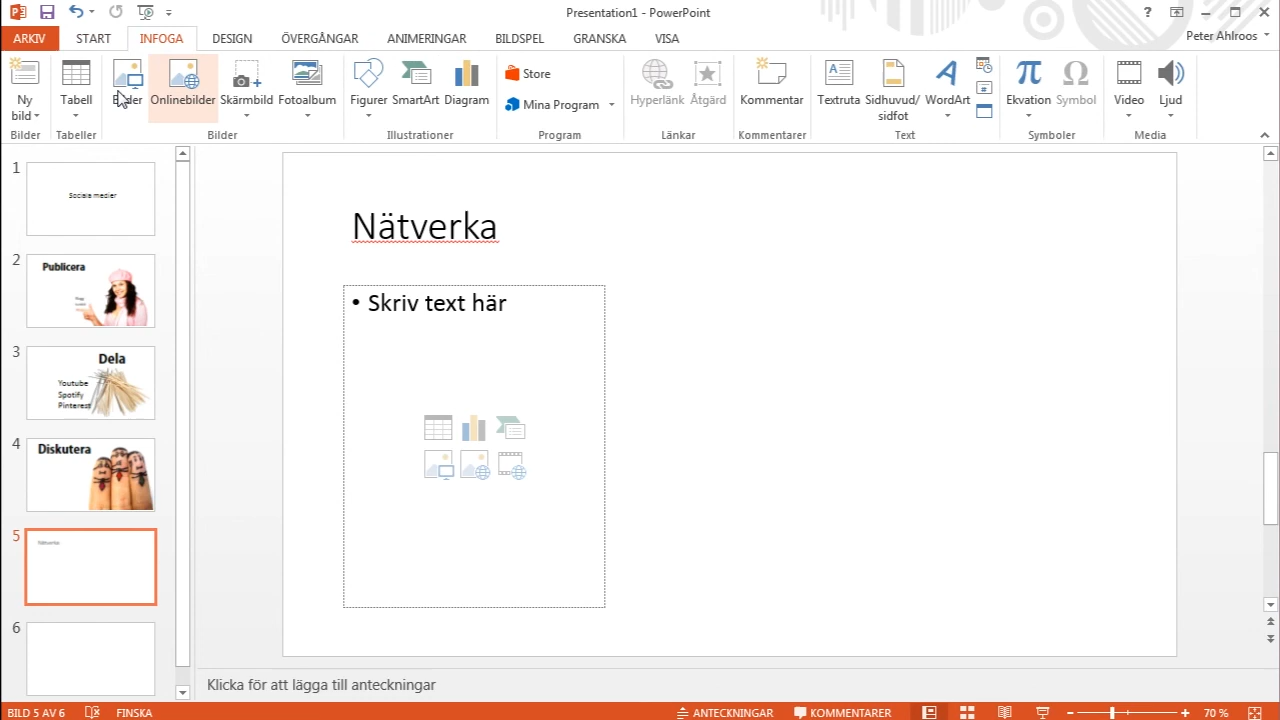 Presentation1 - PowerPoint
Peter Ahlroos
ARKIV START INFOGA DESIGN ÖVERGÅNGAR ANIMERINGAR BILDSPEL GRANSKA VISA
Ny bild
Tabell
Bilder
Onlinebilder
Skärmbild
Fotoalbum
Figurer
SmartArt
Diagram
Store
Mina Program
Hyperlänk
Åtgärd
Kommentar
Textruta
Sidhuvud/
sidfot
WordArt
Ekvation
Symbol
Video
Ljud
Bilder Tabeller Bilder Illustrationer Program Länkar Kommentarer Text Symboler Media
1
Sociala medier
2
Publicera
3
Dela
Youtube
Spotify
Pinterest
4
Diskutera
5
Nätverka
6
Nätverka
• Skriv text här
Klicka för att lägga till anteckningar
BILD 5 AV 6 FINSKA ANTECKNINGAR KOMMENTARER 70 %